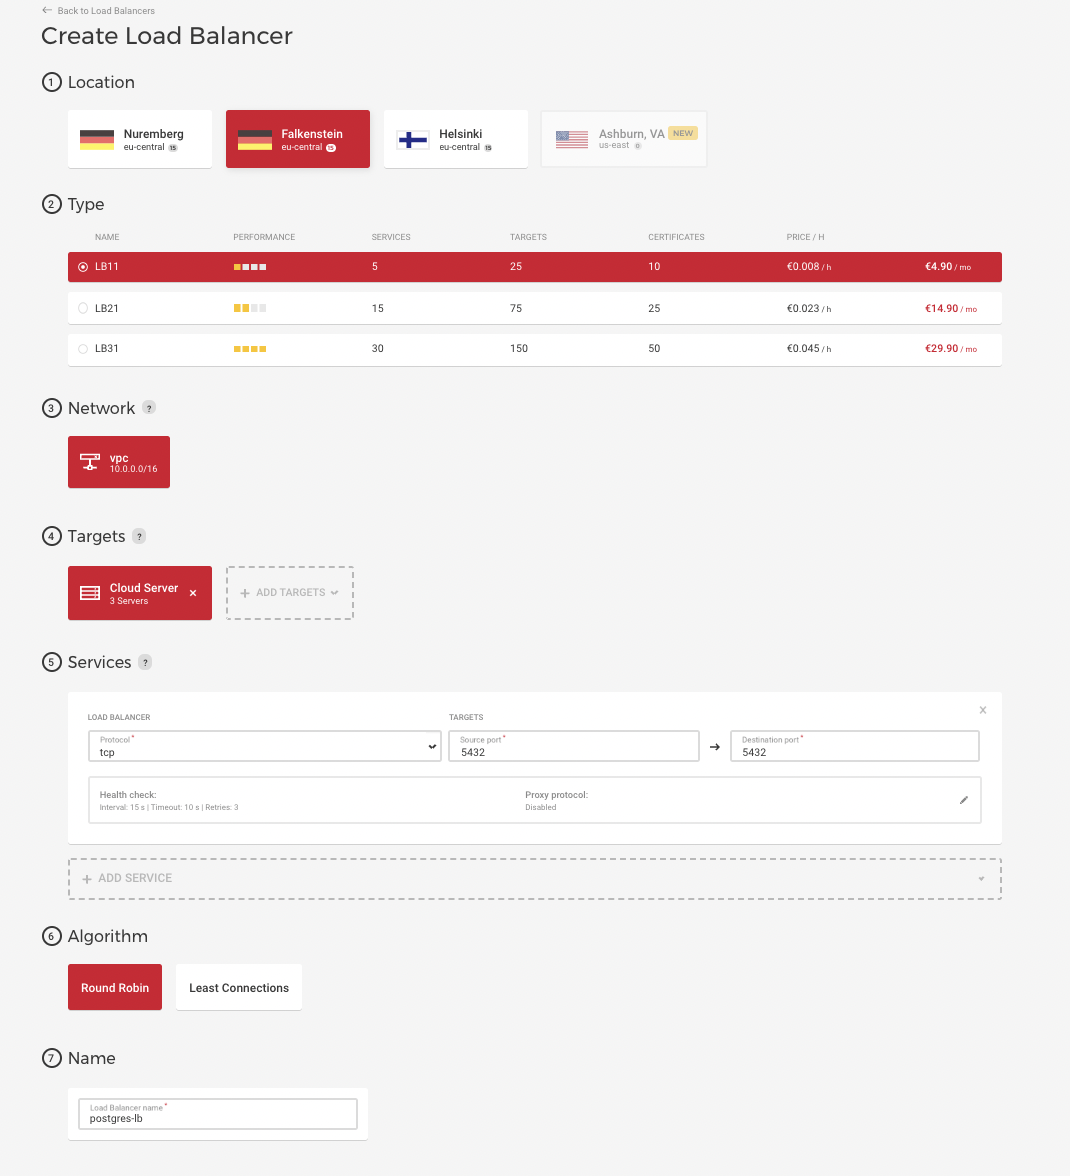 Back to Load Balancers
Create Load Balancer
1 Location
Nuremberg
eu-central 15
Falkenstein
eu-central 15
Helsinki
eu-central 15
Ashburn, VA NEW
us-east 0
2 Type
NAME PERFORMANCE SERVICES TARGETS CERTIFICATES PRICE / H
LB11 5 25 10 €0.008 / h €4.90 / mo
LB21 15 75 25 €0.023 / h €14.90 / mo
LB31 30 150 50 €0.045 / h €29.90 / mo
3 Network ?
vpc
10.0.0.0/16
4 Targets ?
Cloud Server ×
3 Servers
+ ADD TARGETS
5 Services ?
x
LOAD BALANCER TARGETS
Protocol* Source port* Destination port*
tcp 5432 → 5432
Health check: Proxy protocol:
Interval: 15 s | Timeout: 10 s | Retries: 3 Disabled
+ ADD SERVICE
6 Algorithm
Round Robin Least Connections
7 Name
Load Balancer name*
postgres-lb